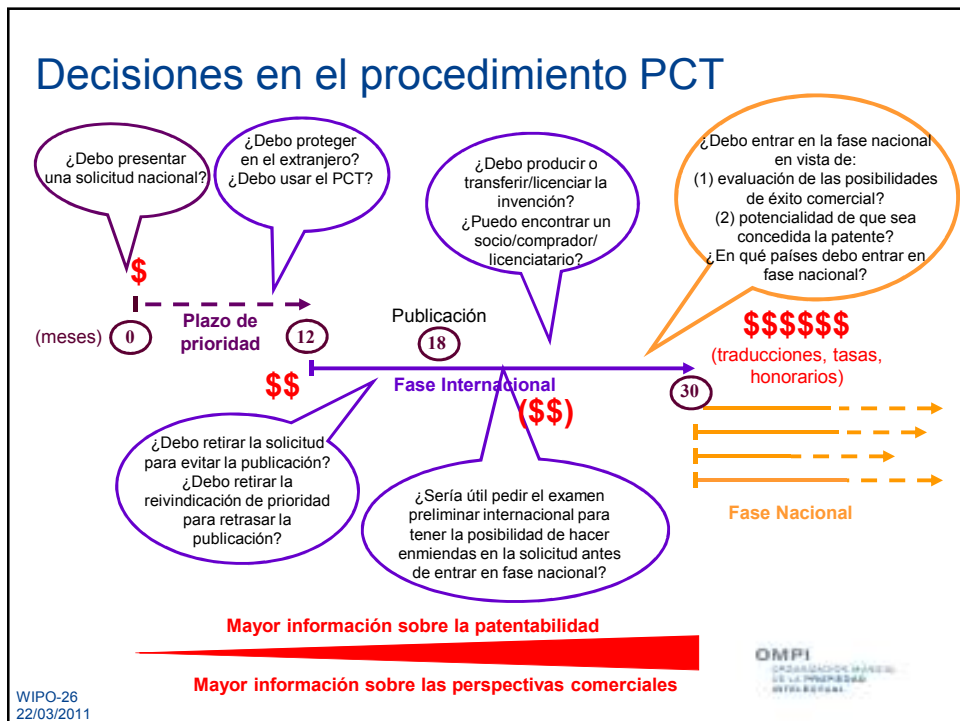 Decisiones en el procedimiento PCT
¿Debo presentar
una solicitud nacional?
¿Debo proteger
en el extranjero?
¿Debo usar el PCT?
¿Debo producir o
transferir/licenciar la
invención?
¿Puedo encontrar un
socio/comprador/
licenciatario?
¿Debo entrar en la fase nacional
en vista de:
(1) evaluación de las posibilidades
de éxito comercial?
(2) potencialidad de que sea
concedida la patente?
¿En qué países debo entrar en
fase nacional?
$
(meses)
0
Plazo de
prioridad
12
Publicación
18
$$$$$$
(traducciones, tasas,
honorarios)
$$
Fase Internacional
($$)
30
¿Debo retirar la solicitud
para evitar la publicación?
¿Debo retirar la
reivindicación de prioridad
para retrasar la
publicación?
¿Sería útil pedir el examen
preliminar internacional para
tener la posibilidad de hacer
enmiendas en la solicitud antes
de entrar en fase nacional?
Fase Nacional
Mayor información sobre la patentabilidad
Mayor información sobre las perspectivas comerciales
OMPI
ORGANIZACIÓN MUNDIAL
DE LA PROPIEDAD
INTELECTUAL
WIPO-26
22/03/2011